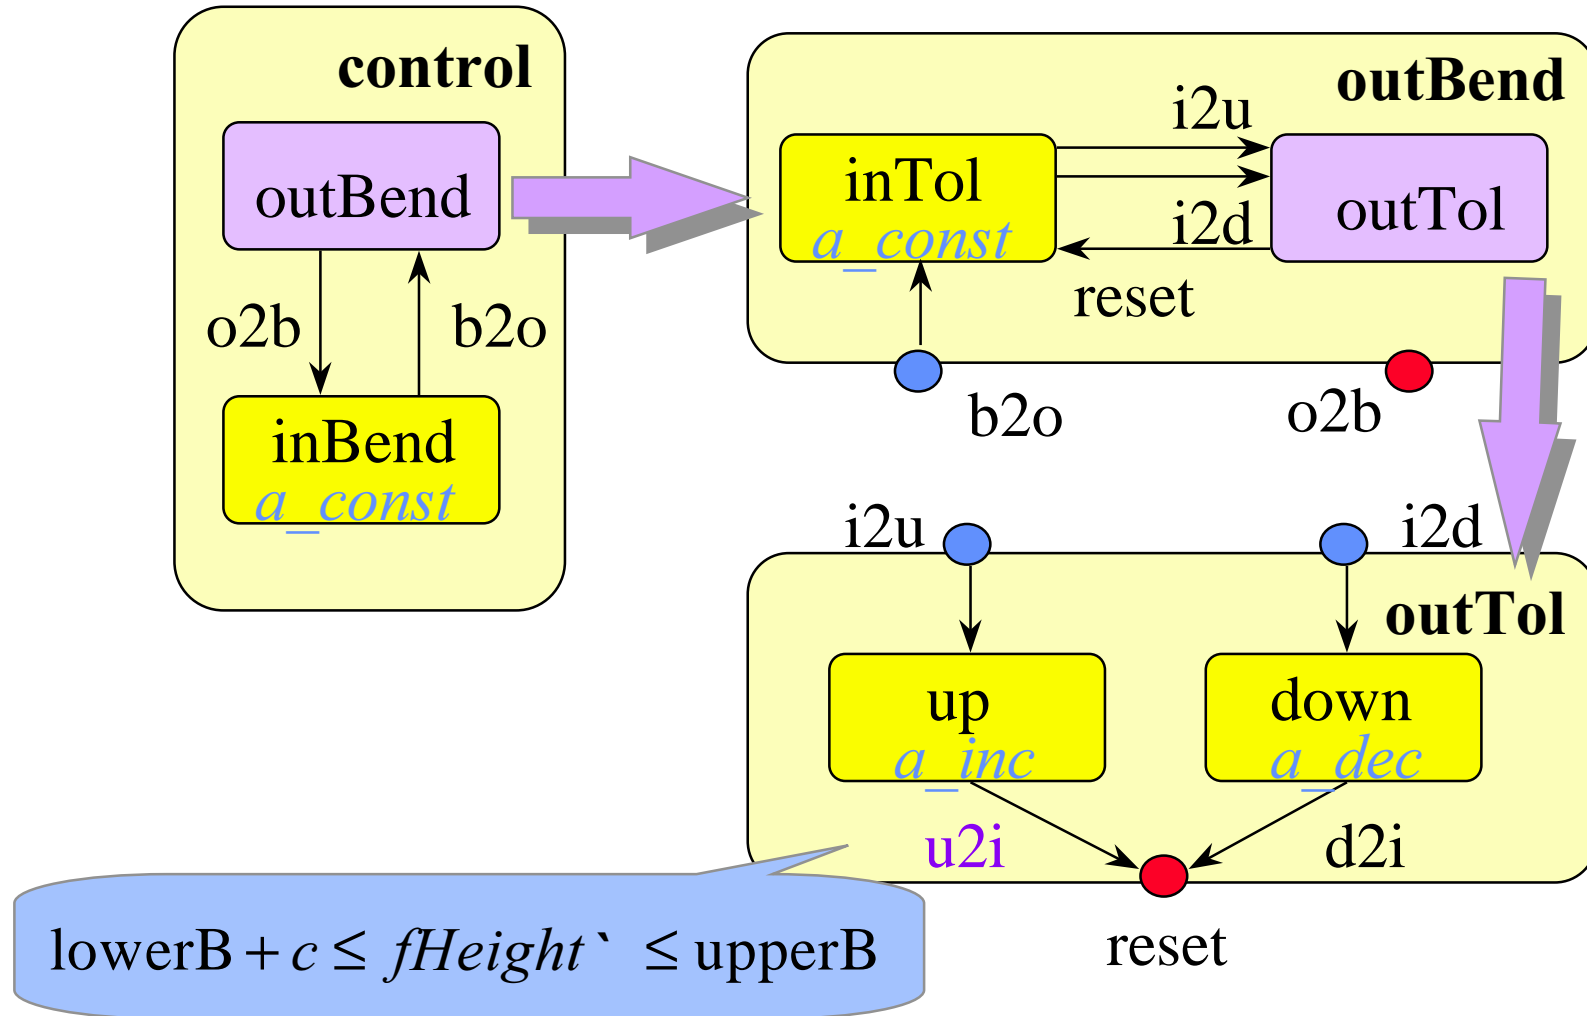 control
outBend
o2b
b2o
inBend
a_const
outBend
i2u
inTol
a_const
i2d
outTol
reset
b2o
o2b
i2u
i2d
outTol
up
a_inc
down
a_dec
u2i
d2i
reset
lowerB + c ≤ fHeight` ≤ upperB